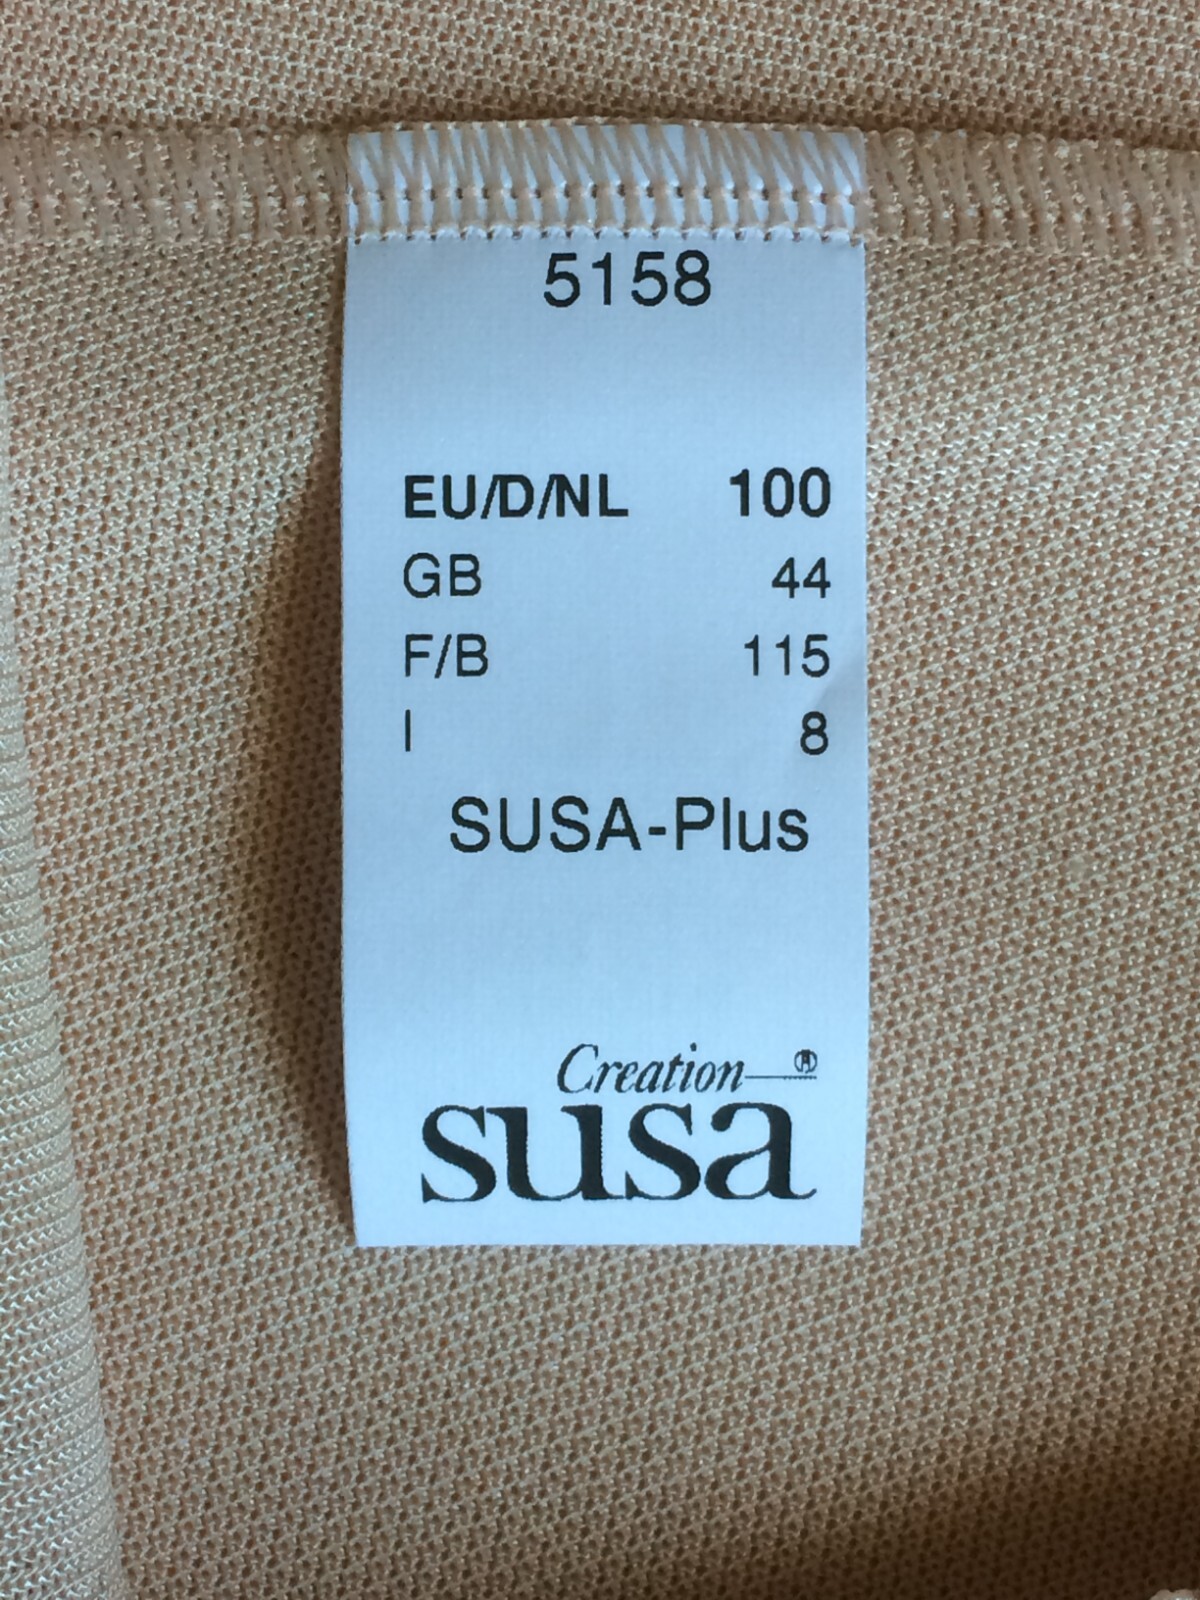 5158
EU/D/NL 100
GB 44
F/B 115
I 8
SUSA-Plus
Creation ®
susa